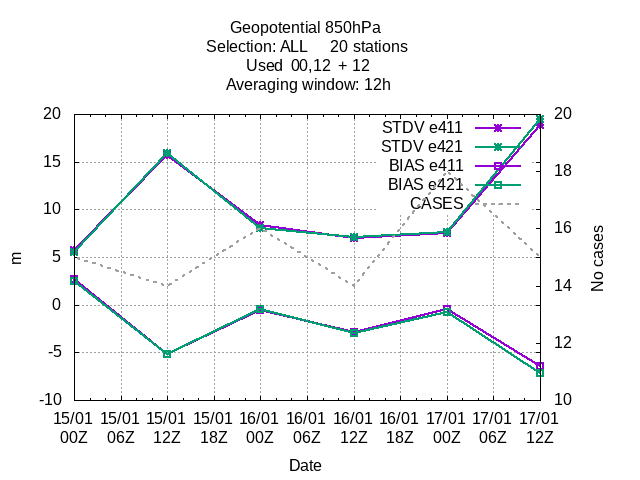 Geopotential 850hPa
Selection: ALL 20 stations
Used 00,12 + 12
Averaging window: 12h
20 20
STDV e411
STDV e421
BIAS e411
BIAS e421
CASES
15 18
10 16
5
m
No cases
0 14
-5 12
-10 10
15/01 15/01 15/01 15/01 16/01 16/01 16/01 16/01 17/01 17/01 17/01
00Z 06Z 12Z 18Z 00Z 06Z 12Z 18Z 00Z 06Z 12Z
Date